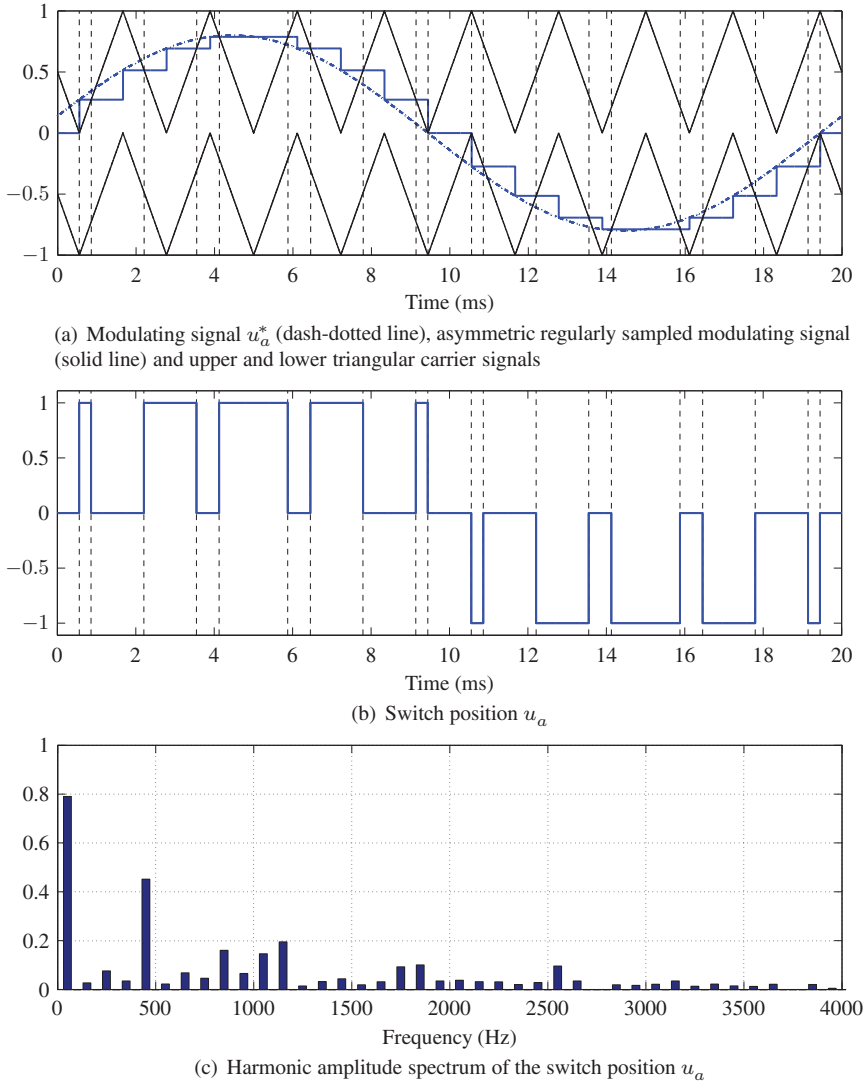 1
0.5
0
−0.5
−1
0 2 4 6 8 10 12 14 16 18 20
Time (ms)
(a) Modulating signal u*a (dash-dotted line), asymmetric regularly sampled modulating signal
(solid line) and upper and lower triangular carrier signals
1
0.5
0
−0.5
−1
0 2 4 6 8 10 12 14 16 18 20
Time (ms)
(b) Switch position ua
1
0.8
0.6
0.4
0.2
0
0 500 1000 1500 2000 2500 3000 3500 4000
Frequency (Hz)
(c) Harmonic amplitude spectrum of the switch position ua